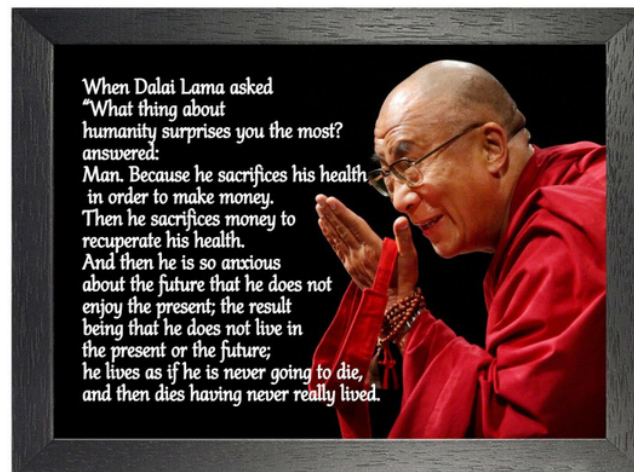 When Dalai Lama asked
“What thing about
humanity surprises you the most?
answered:
Man. Because he sacrifices his health
in order to make money.
Then he sacrifices money to
recuperate his health.
And then he is so anxious
about the future that he does not
enjoy the present; the result
being that he does not live in
the present or the future;
he lives as if he is never going to die,
and then dies having never really lived.